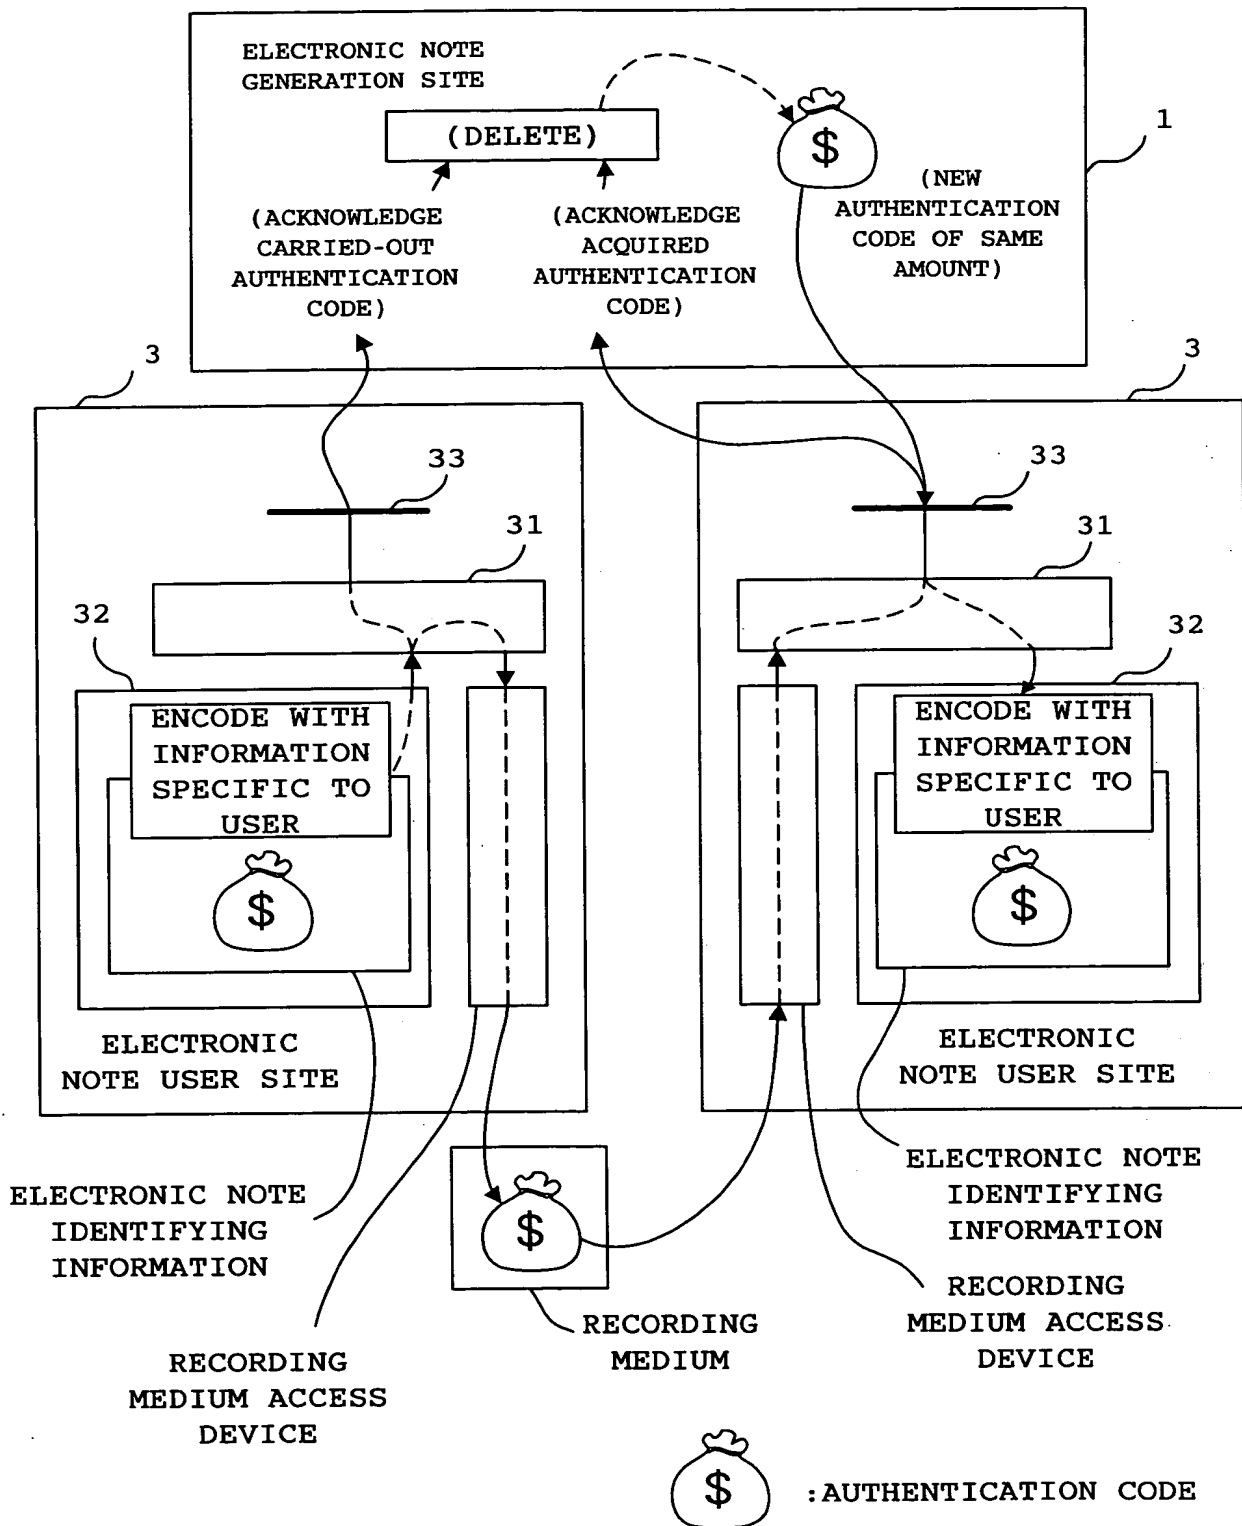 ELECTRONIC NOTE
GENERATION SITE
(DELETE)
$
1
(NEW
AUTHENTICATION
CODE OF SAME
AMOUNT)
(ACKNOWLEDGE
CARRIED-OUT
AUTHENTICATION
CODE)
(ACKNOWLEDGE
ACQUIRED
AUTHENTICATION
CODE)
3
33
31
32
ENCODE WITH
INFORMATION
SPECIFIC TO
USER
$
ELECTRONIC
NOTE USER SITE
3
33
31
32
ENCODE WITH
INFORMATION
SPECIFIC TO
USER
$
ELECTRONIC
NOTE USER SITE
ELECTRONIC NOTE
IDENTIFYING
INFORMATION
$
ELECTRONIC NOTE
IDENTIFYING
INFORMATION
RECORDING
MEDIUM ACCESS
DEVICE
RECORDING
MEDIUM
RECORDING
MEDIUM ACCESS
DEVICE
$
:AUTHENTICATION CODE